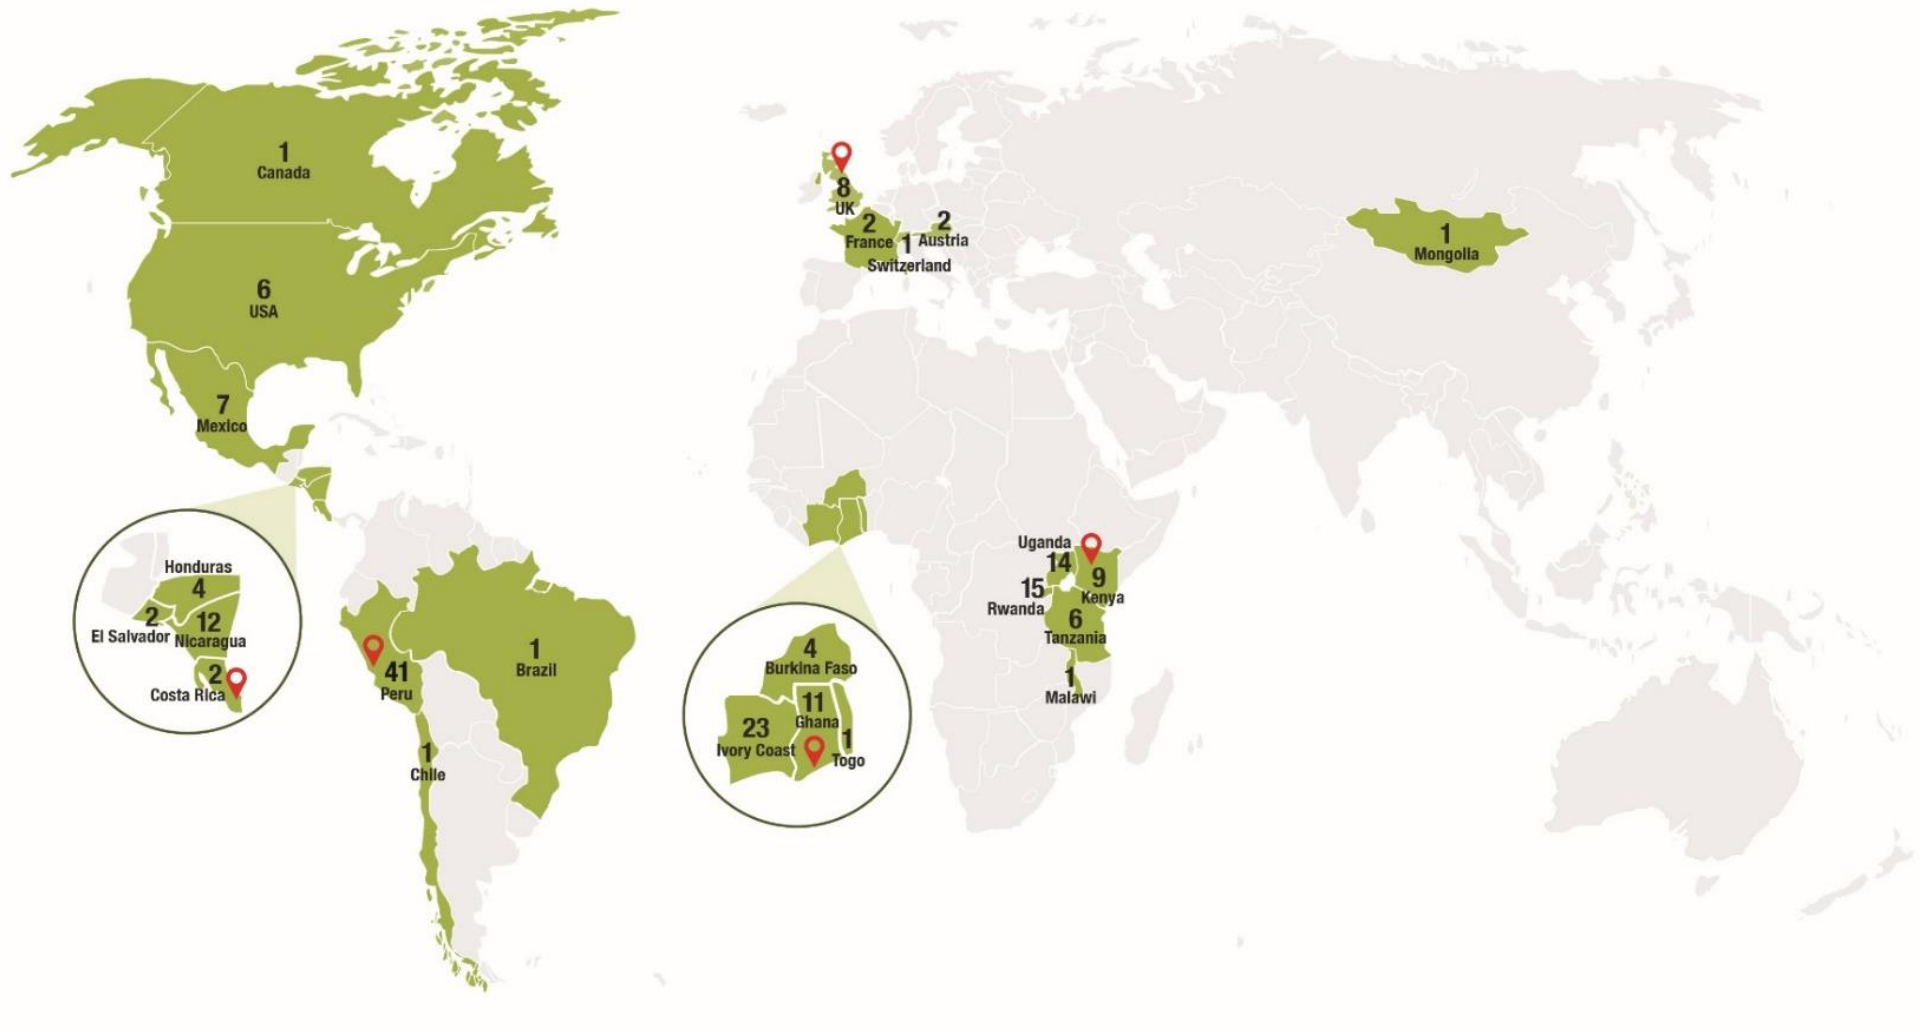 1
Canada
6
USA
7
Mexico
Honduras
4
2
El Salvador
12
Nicaragua
2
Costa Rica
41
Peru
1
Brazil
1
Chile
8
UK
2
France
1
Switzerland
2
Austria
1
Mongolia
4
Burkina Faso
11
Ghana
23
Ivory Coast
1
Togo
Uganda
14
15
Rwanda
9
Kenya
6
Tanzania
1
Malawi